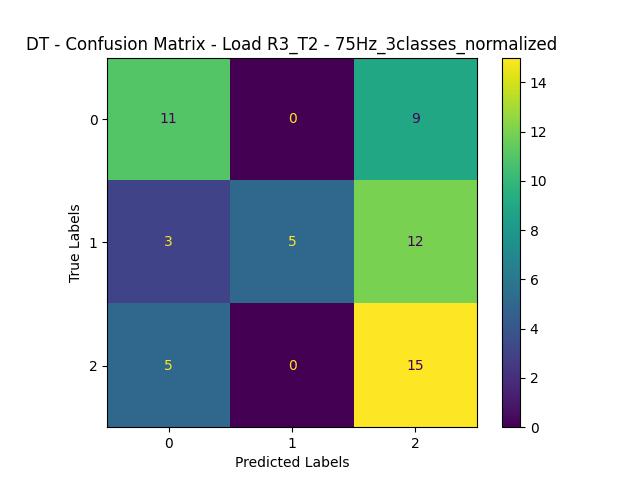 DT - Confusion Matrix - Load R3_T2 - 75Hz_3classes_normalized
0 11 0 9
1 3 5 12
2 5 0 15
0 1 2
Predicted Labels
True Labels
14
12
10
8
6
4
2
0